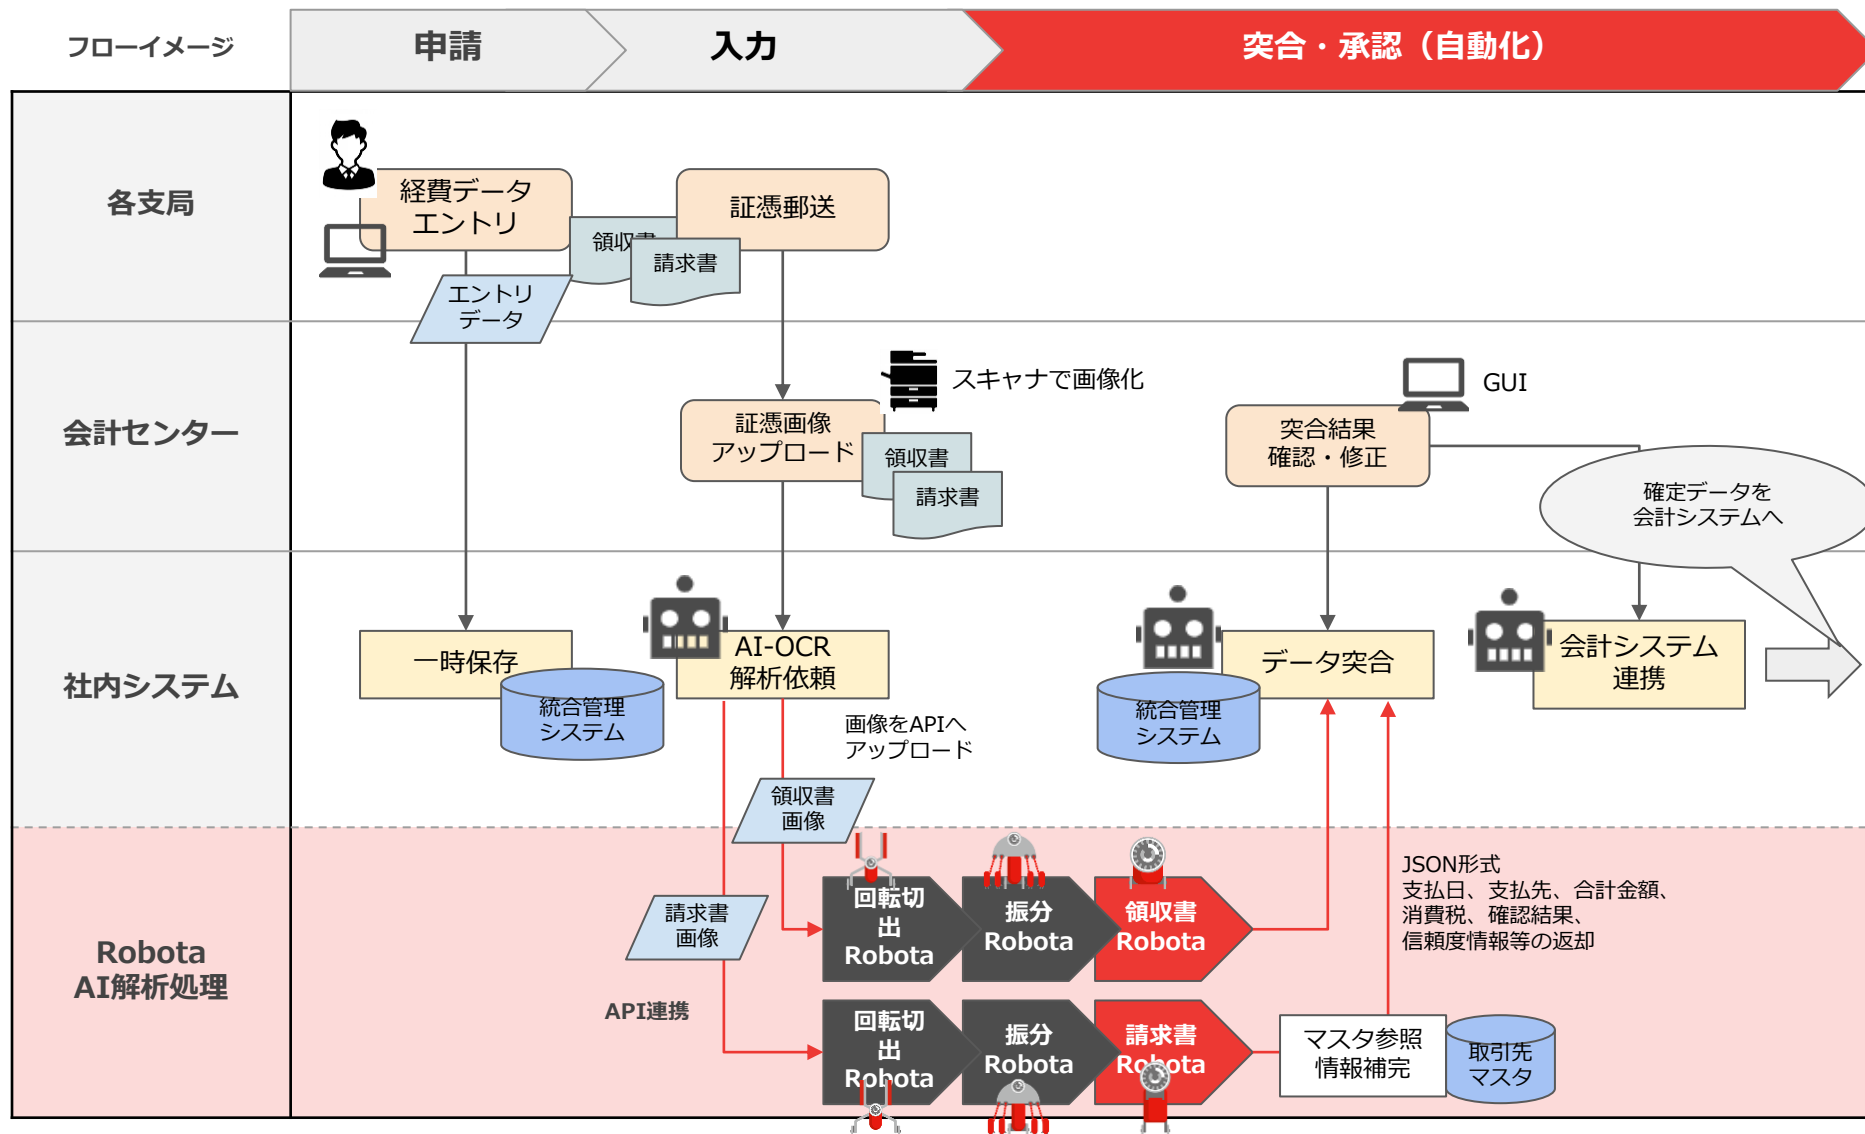 フローイメージ
申請
入力
突合・承認（自動化）
各支局
経費データ
エントリ
証憑郵送
領収書
請求書
エントリ
データ
会計センター
スキャナで画像化
証憑画像
アップロード
領収書
請求書
GUI
突合結果
確認・修正
確定データを
会計システムへ
社内システム
一時保存
統合管理
システム
AI-OCR
解析依頼
画像をAPIへ
アップロード
データ突合
統合管理
システム
会計システム
連携
領収書
画像
Robota
AI解析処理
請求書
画像
API連携
回転切
出
Robota
振分
Robota
領収書
Robota
JSON形式
支払日、支払先、合計金額、
消費税、確認結果、
信頼度情報等の返却
回転切
出
Robota
振分
Robota
請求書
Robota
マスタ参照
情報補完
取引先
マスタ